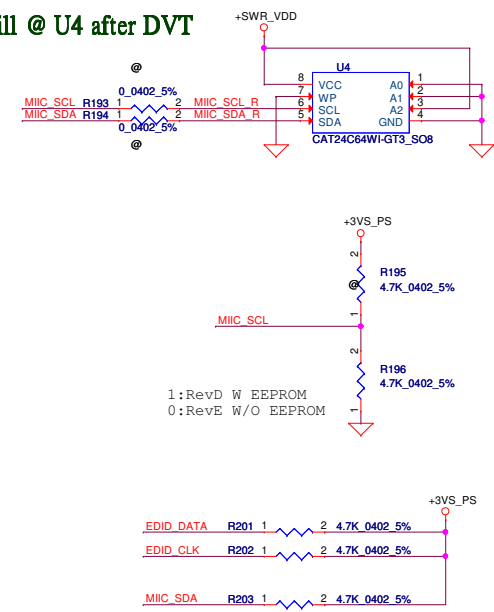 ill @ U4 after DVT
+SWR_VDD
@
U4
0_0402_5%
8 VCC A0 1
7 WP A1 2
MIIC_SCL R193 1 2 MIIC_SCL_R 6 SCL A2 3
MIIC_SDA R194 1 2 MIIC_SDA_R 5 SDA GND 4
0_0402_5%
CAT24C64WI-GT3_SO8
@
+3VS_PS
2
R195
@ 4.7K_0402_5%
1
MIIC_SCL
2
R196
4.7K_0402_5%
1:RevD W EEPROM
0:RevE W/O EEPROM
1
+3VS_PS
EDID_DATA R201 1 2 4.7K_0402_5%
EDID_CLK R202 1 2 4.7K_0402_5%
MIIC_SDA R203 1 2 4.7K_0402_5%